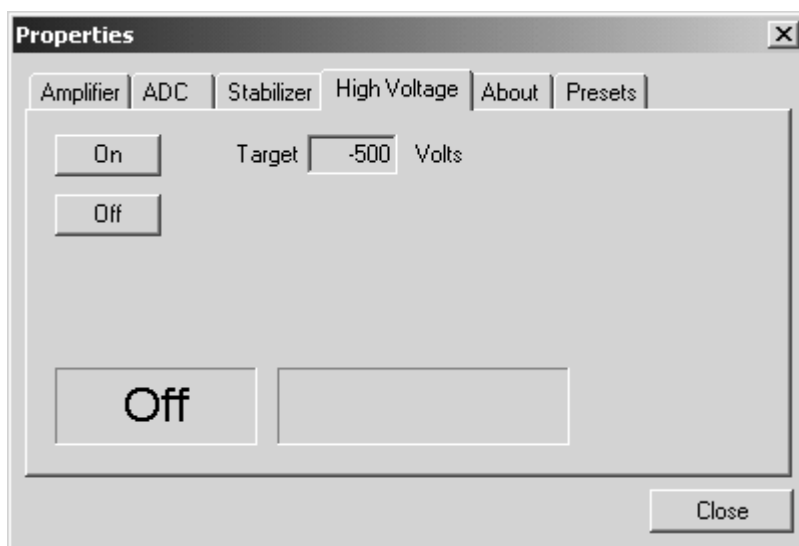 Properties
Amplifier ADC Stabilizer High Voltage About Presets
On Target -500 Volts
Off
Off
Close